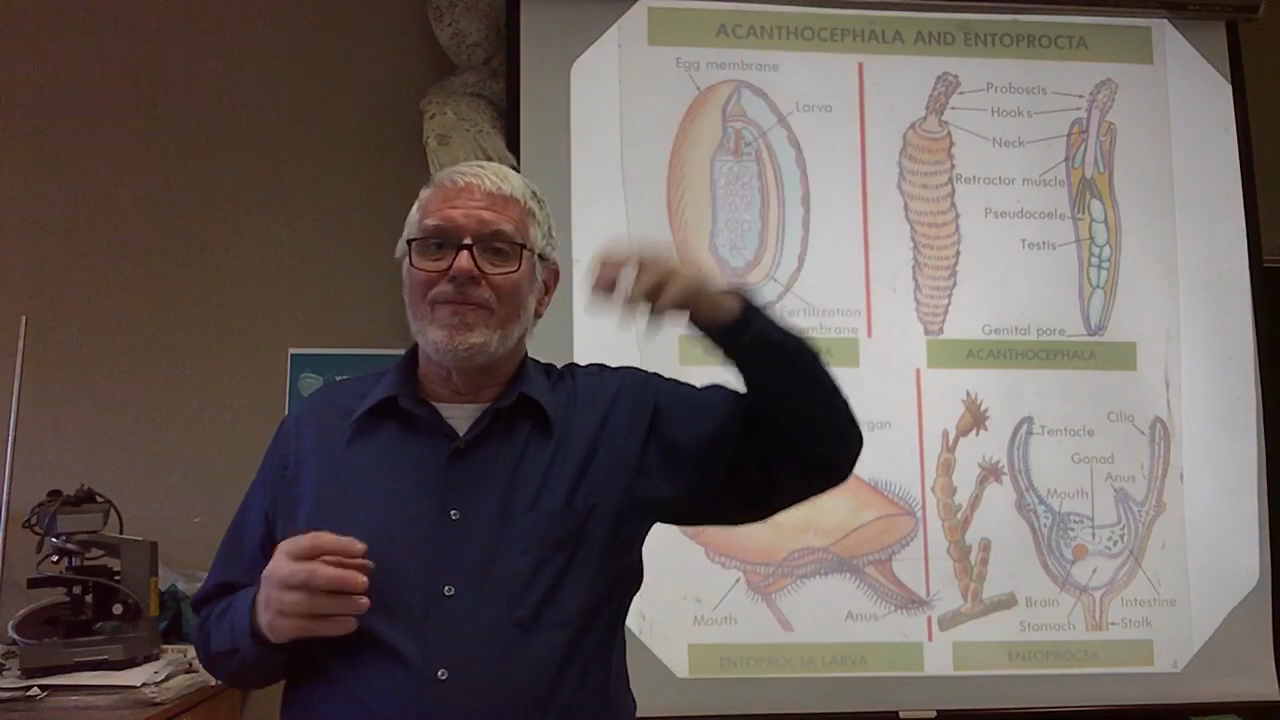 ACANTHOCEPHALA AND ENTOPROCTA
Egg membrane
Larva
Fertilization
Proboscis
Hooks
Neck
Retractor muscle
Pseudocoele
Testis
Genital pore
ACANTHOCEPHALA
Mouth
Anus
ENTOPROCTA LARVA
Tentacle
Cilia
Gonad
Anus
Mouth
Brain
Intestine
Stomach
Stalk
ENTOPROCTA
4